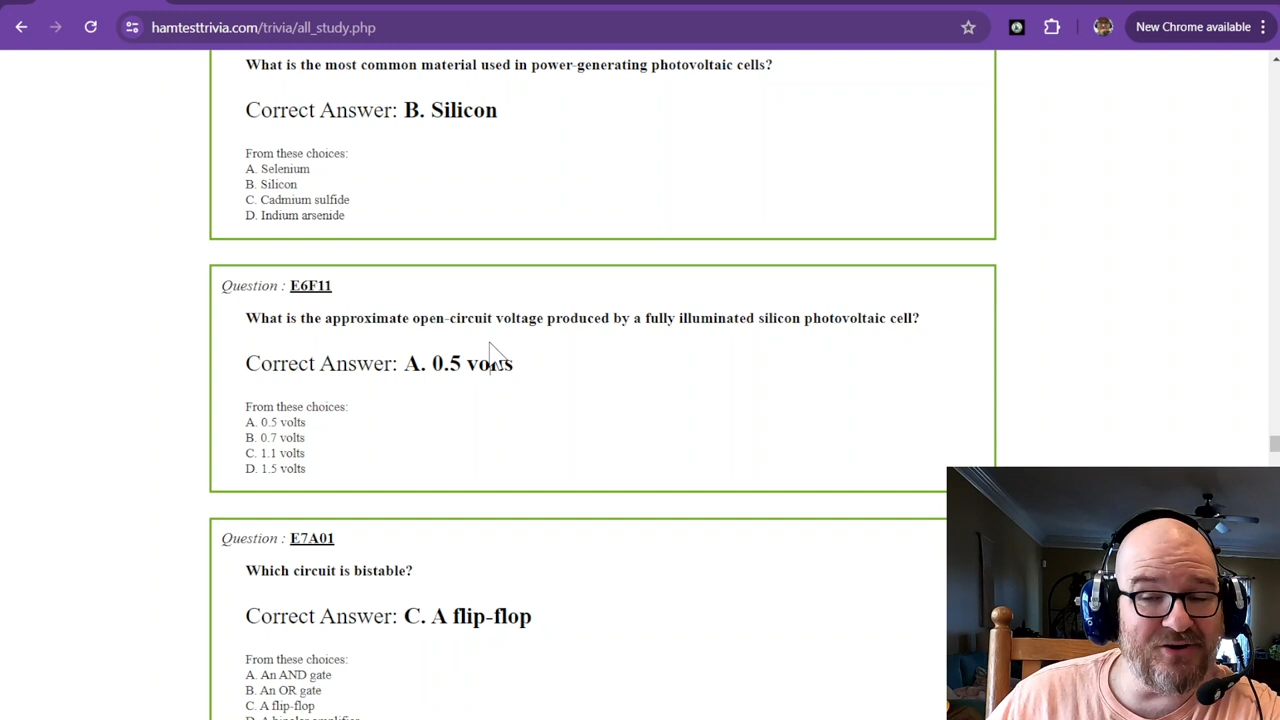 hamtesttrivia.com/trivia/all_study.php
New Chrome available
What is the most common material used in power-generating photovoltaic cells?
Correct Answer: B. Silicon
From these choices:
A. Selenium
B. Silicon
C. Cadmium sulfide
D. Indium arsenide
Question : E6F11
What is the approximate open-circuit voltage produced by a fully illuminated silicon photovoltaic cell?
Correct Answer: A. 0.5 volts
From these choices:
A. 0.5 volts
B. 0.7 volts
C. 1.1 volts
D. 1.5 volts
Question : E7A01
Which circuit is bistable?
Correct Answer: C. A flip-flop
From these choices:
A. An AND gate
B. An OR gate
C. A flip-flop
D. A bipolar amplifier